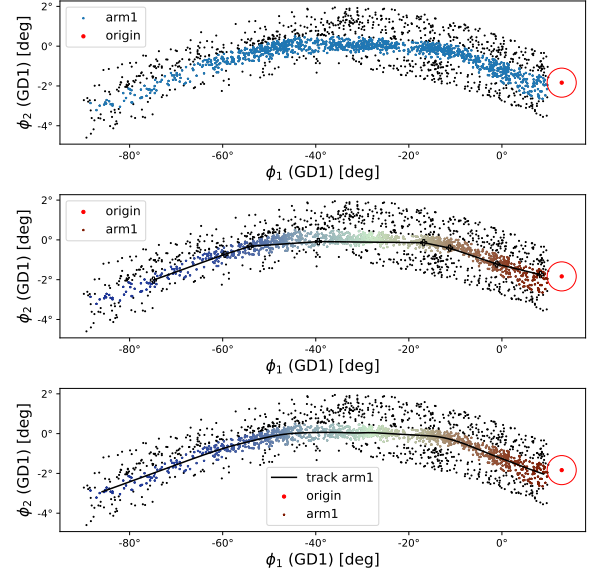 arm1
origin
2°
0°
-2°
-4°
ϕ2 (GD1) [deg]
-80° -60° -40° -20° 0°
ϕ1 (GD1) [deg]
origin
arm1
2°
0°
-2°
-4°
ϕ2 (GD1) [deg]
-80° -60° -40° -20° 0°
ϕ1 (GD1) [deg]
2°
0°
-2°
-4°
ϕ2 (GD1) [deg]
track arm1
origin
arm1
-80° -60° -40° -20° 0°
ϕ1 (GD1) [deg]